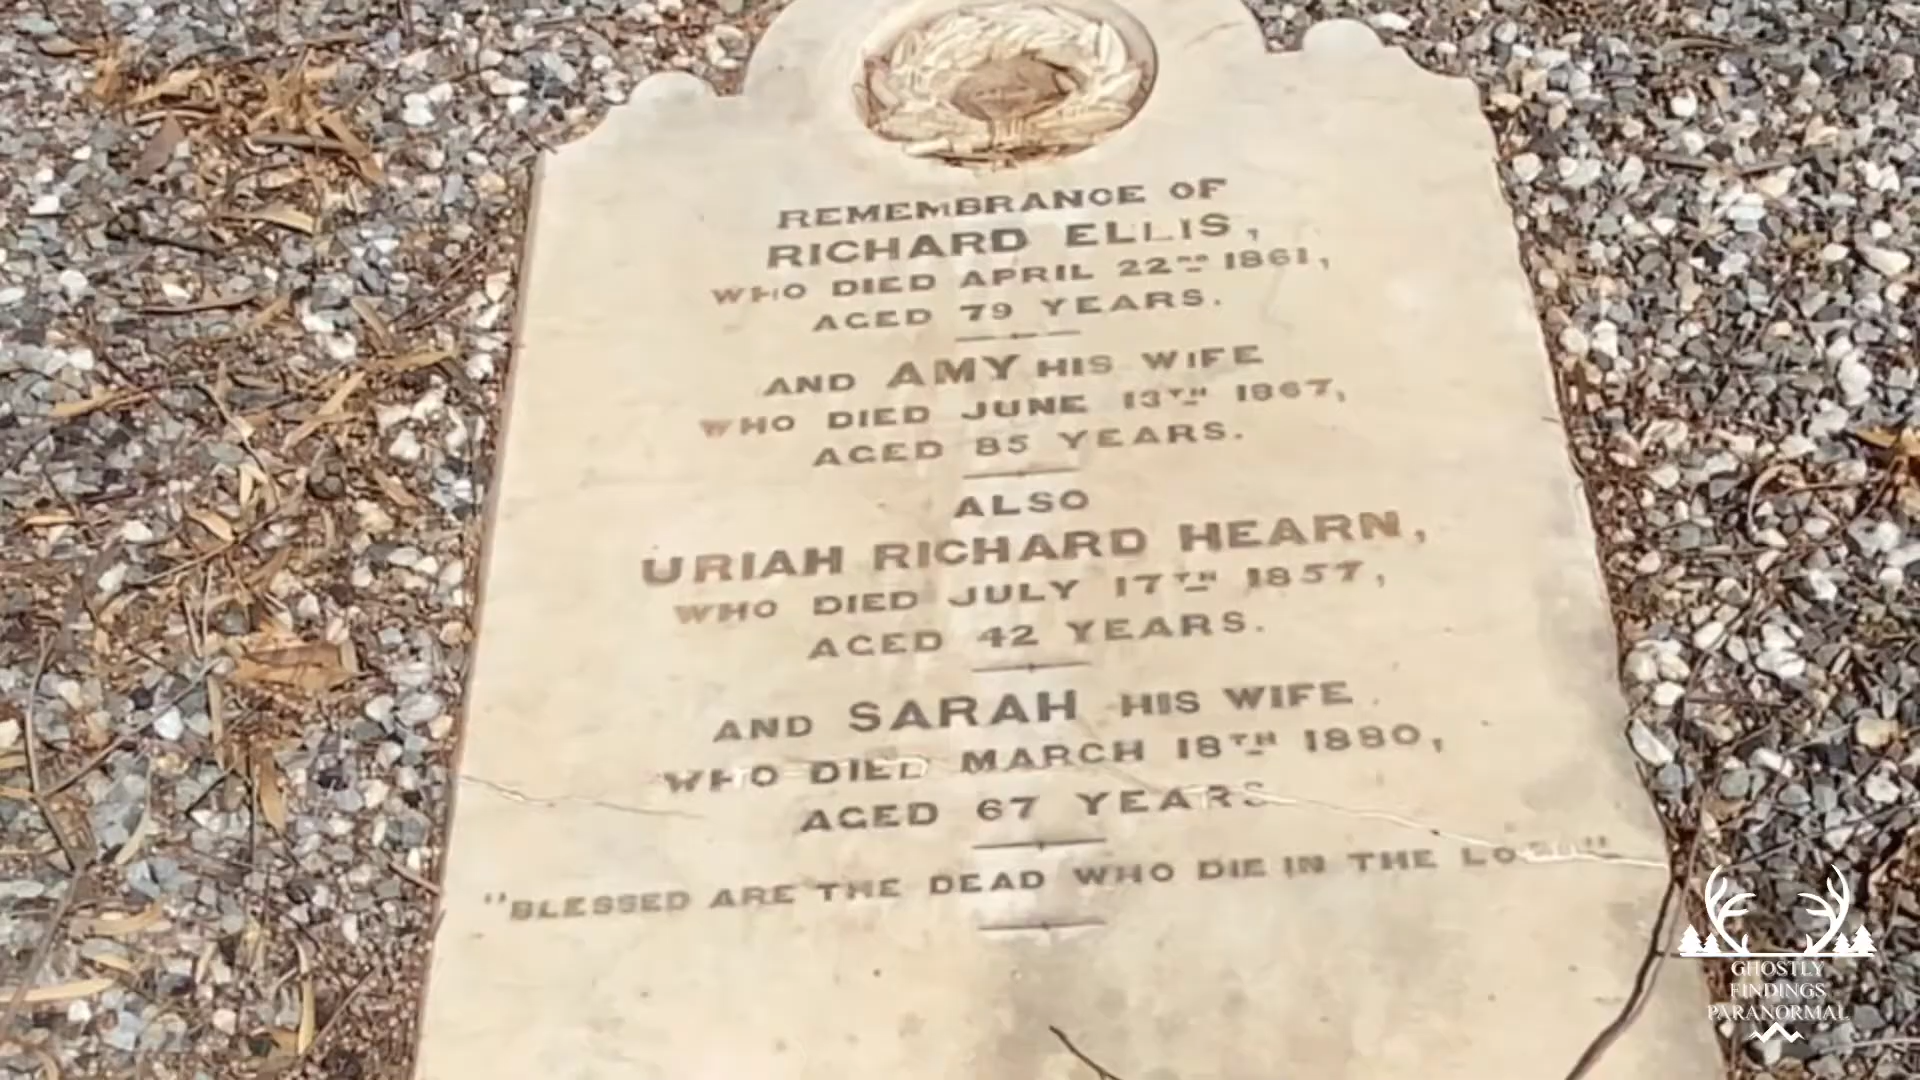 REMEMBRANCE OF
RICHARD ELLIS,
WHO DIED APRIL 22ND 1861,
AGED 79 YEARS.
AND AMY HIS WIFE
WHO DIED JUNE 13TH 1867,
AGED 85 YEARS.
ALSO
URIAH RICHARD HEARN,
WHO DIED JULY 17TH 1857,
AGED 42 YEARS.
AND SARAH HIS WIFE
WHO DIED MARCH 18TH 1880,
AGED 67 YEARS
"BLESSED ARE THE DEAD WHO DIE IN THE LORD"
GHOSTLY
FINDINGS
PARANORMAL